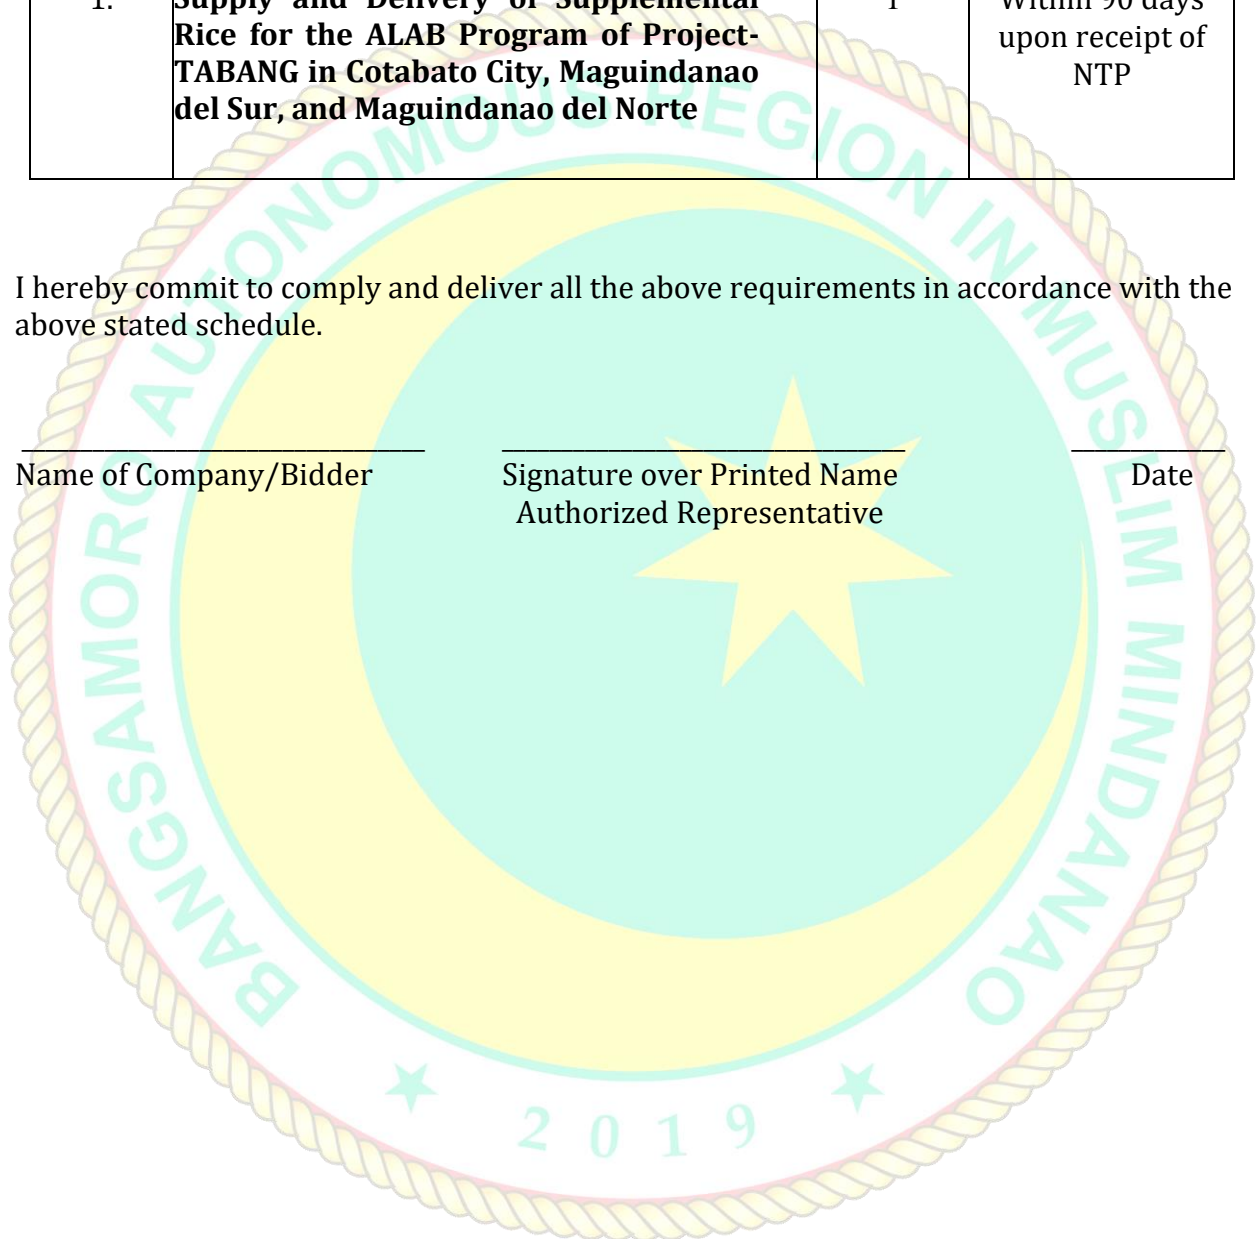 1. Supply and Delivery of Supplemental 1 Within 90 days
Rice for the ALAB Program of Project- upon receipt of
TABANG in Cotabato City, Maguindanao NTP
del Sur, and Maguindanao del Norte
I hereby commit to comply and deliver all the above requirements in accordance with the
above stated schedule.
Name of Company/Bidder Signature over Printed Name Date
Authorized Representative
BANGSAMORO AUTONOMOUS REGION IN MUSLIM MINDANAO
2019